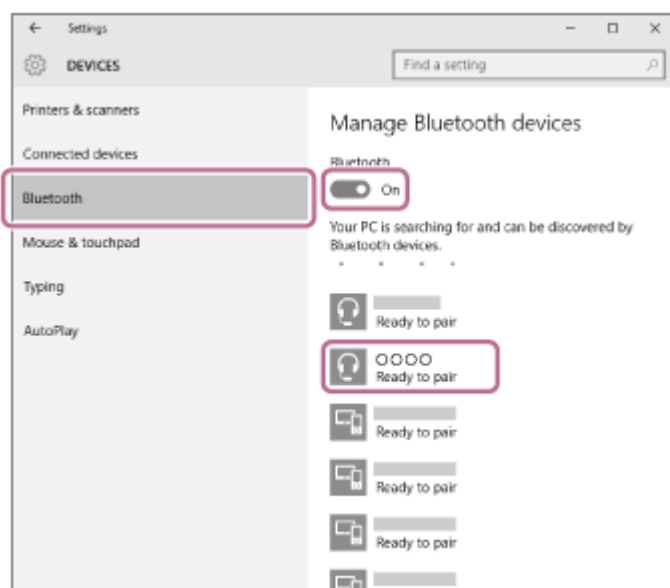 Settings
DEVICES
Find a setting
Printers & scanners
Connected devices
Bluetooth
Mouse & touchpad
Typing
AutoPlay
Manage Bluetooth devices
Bluetooth
On
Your PC is searching for and can be discovered by
Bluetooth devices.
Ready to pair
OOOO
Ready to pair
Ready to pair
Ready to pair
Ready to pair